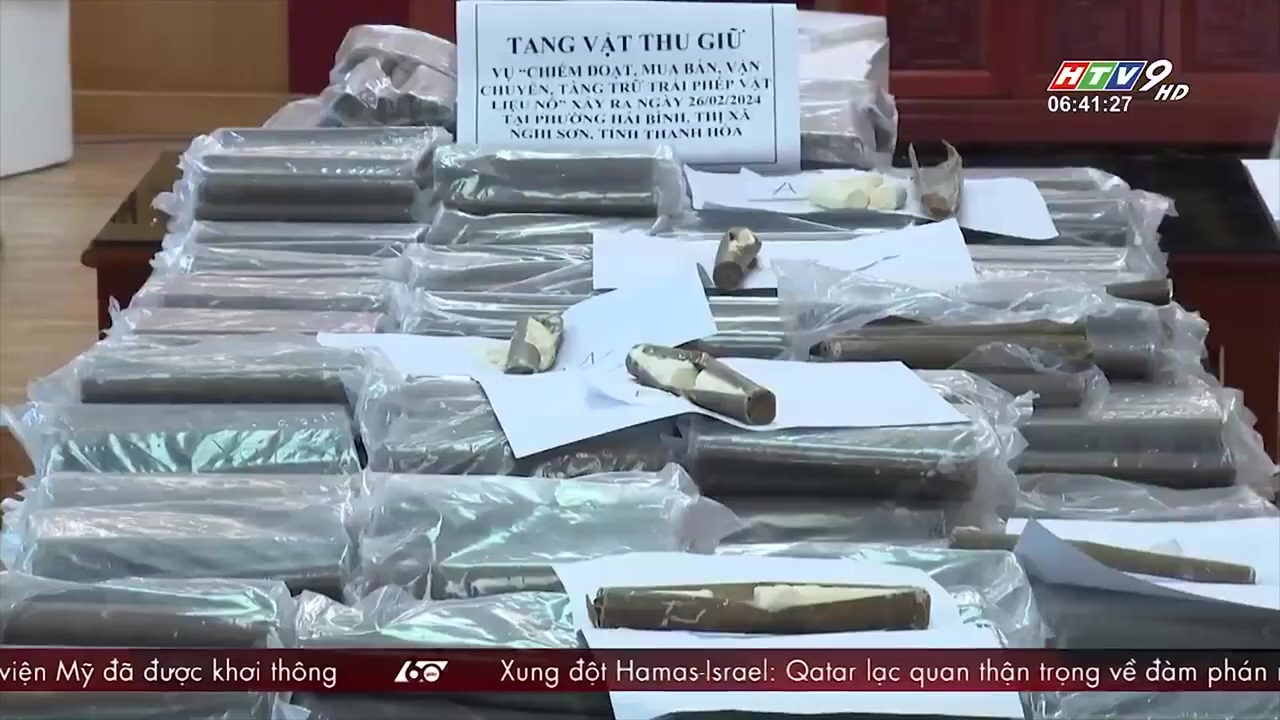 TANG VẬT THU GIỮ
VỤ “CHIẾM ĐOẠT, MUA BÁN, VẬN
CHUYỂN, TÀNG TRỮ TRÁI PHÉP VẬT
LIỆU NỔ” XẢY RA NGÀY 26/02/2024
TẠI PHƯỜNG HẢI BÌNH, THỊ XÃ
NGHI SƠN, TỈNH THANH HÓA
HTV9 HD
06:41:27
viện Mỹ đã được khơi thông
60 Xung đột Hamas-Israel: Qatar lạc quan thận trọng về đàm phán